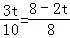 3t/10 = 8 − 2t/8